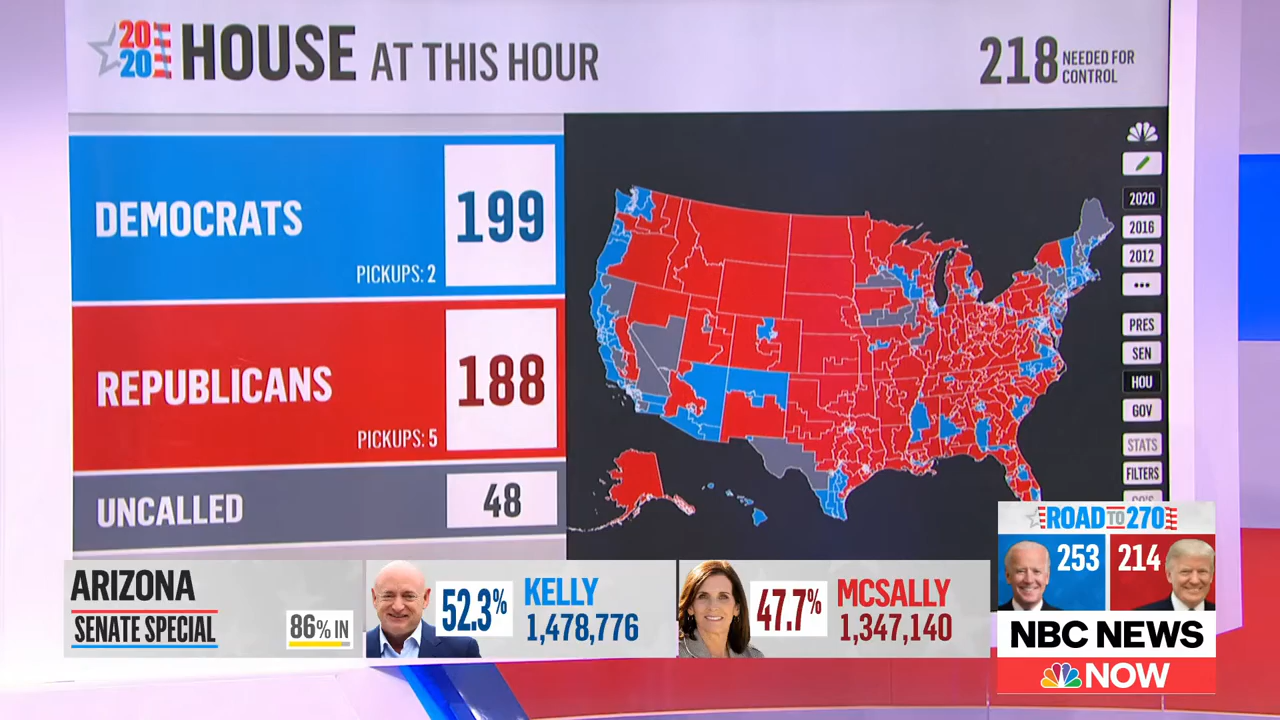 2020
HOUSE AT THIS HOUR
218 NEEDED FOR CONTROL
DEMOCRATS
199
PICKUPS: 2
REPUBLICANS
188
PICKUPS: 5
UNCALLED
48
2020
2016
2012
•••
PRES
SEN
HOU
GOV
STATS
FILTERS
ROAD TO 270
253
214
ARIZONA
SENATE SPECIAL
86% IN
52.3%
KELLY
1,478,776
47.7%
MCSALLY
1,347,140
NBC NEWS
NOW